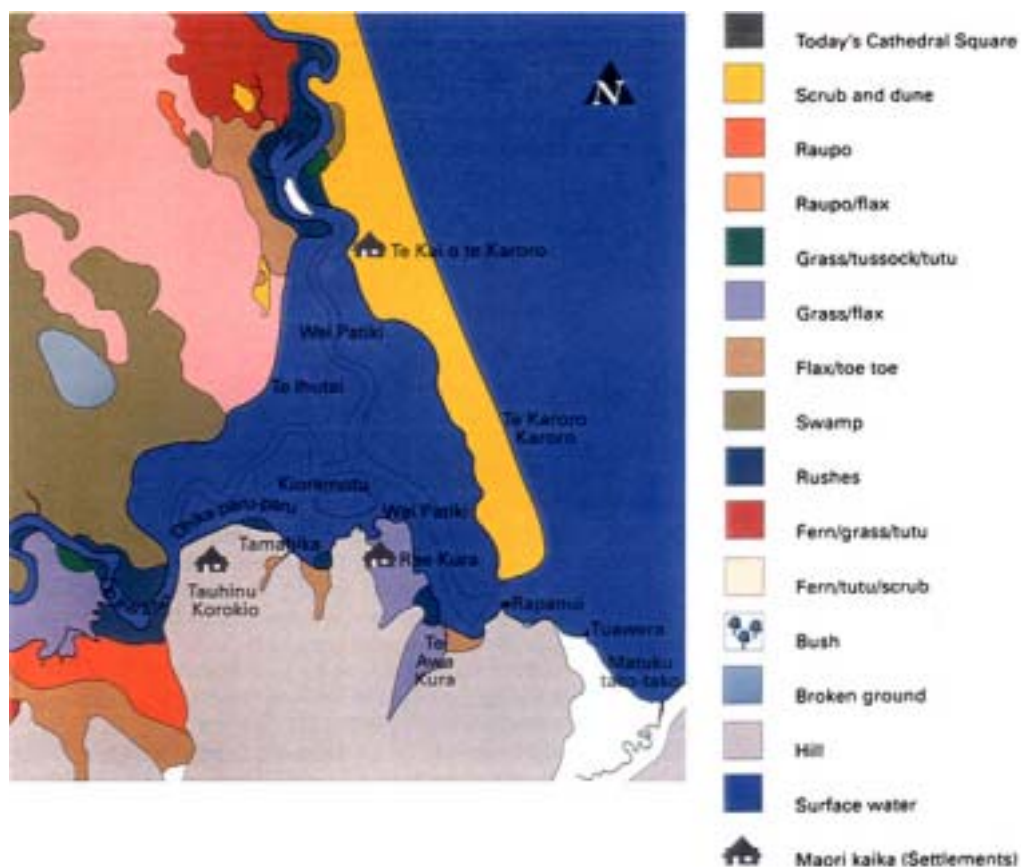 N
Te Kai o te Karoro
Wai Patiki
Te Ihutai
Te Karoro
Karoro
Kioremotu
Ohika paru-paru
Wai Patiki
Tamahika
Rae Kura
Tauhinu
Korokio
Rapanui
Tuawera
Te
Awa
Kura
Matuku
tako-tako
Today's Cathedral Square
Scrub and dune
Raupo
Raupo/flax
Grass/tussock/tutu
Grass/flax
Flax/toe toe
Swamp
Rushes
Fern/grass/tutu
Fern/tutu/scrub
Bush
Broken ground
Hill
Surface water
Maori kaika (Settlements)